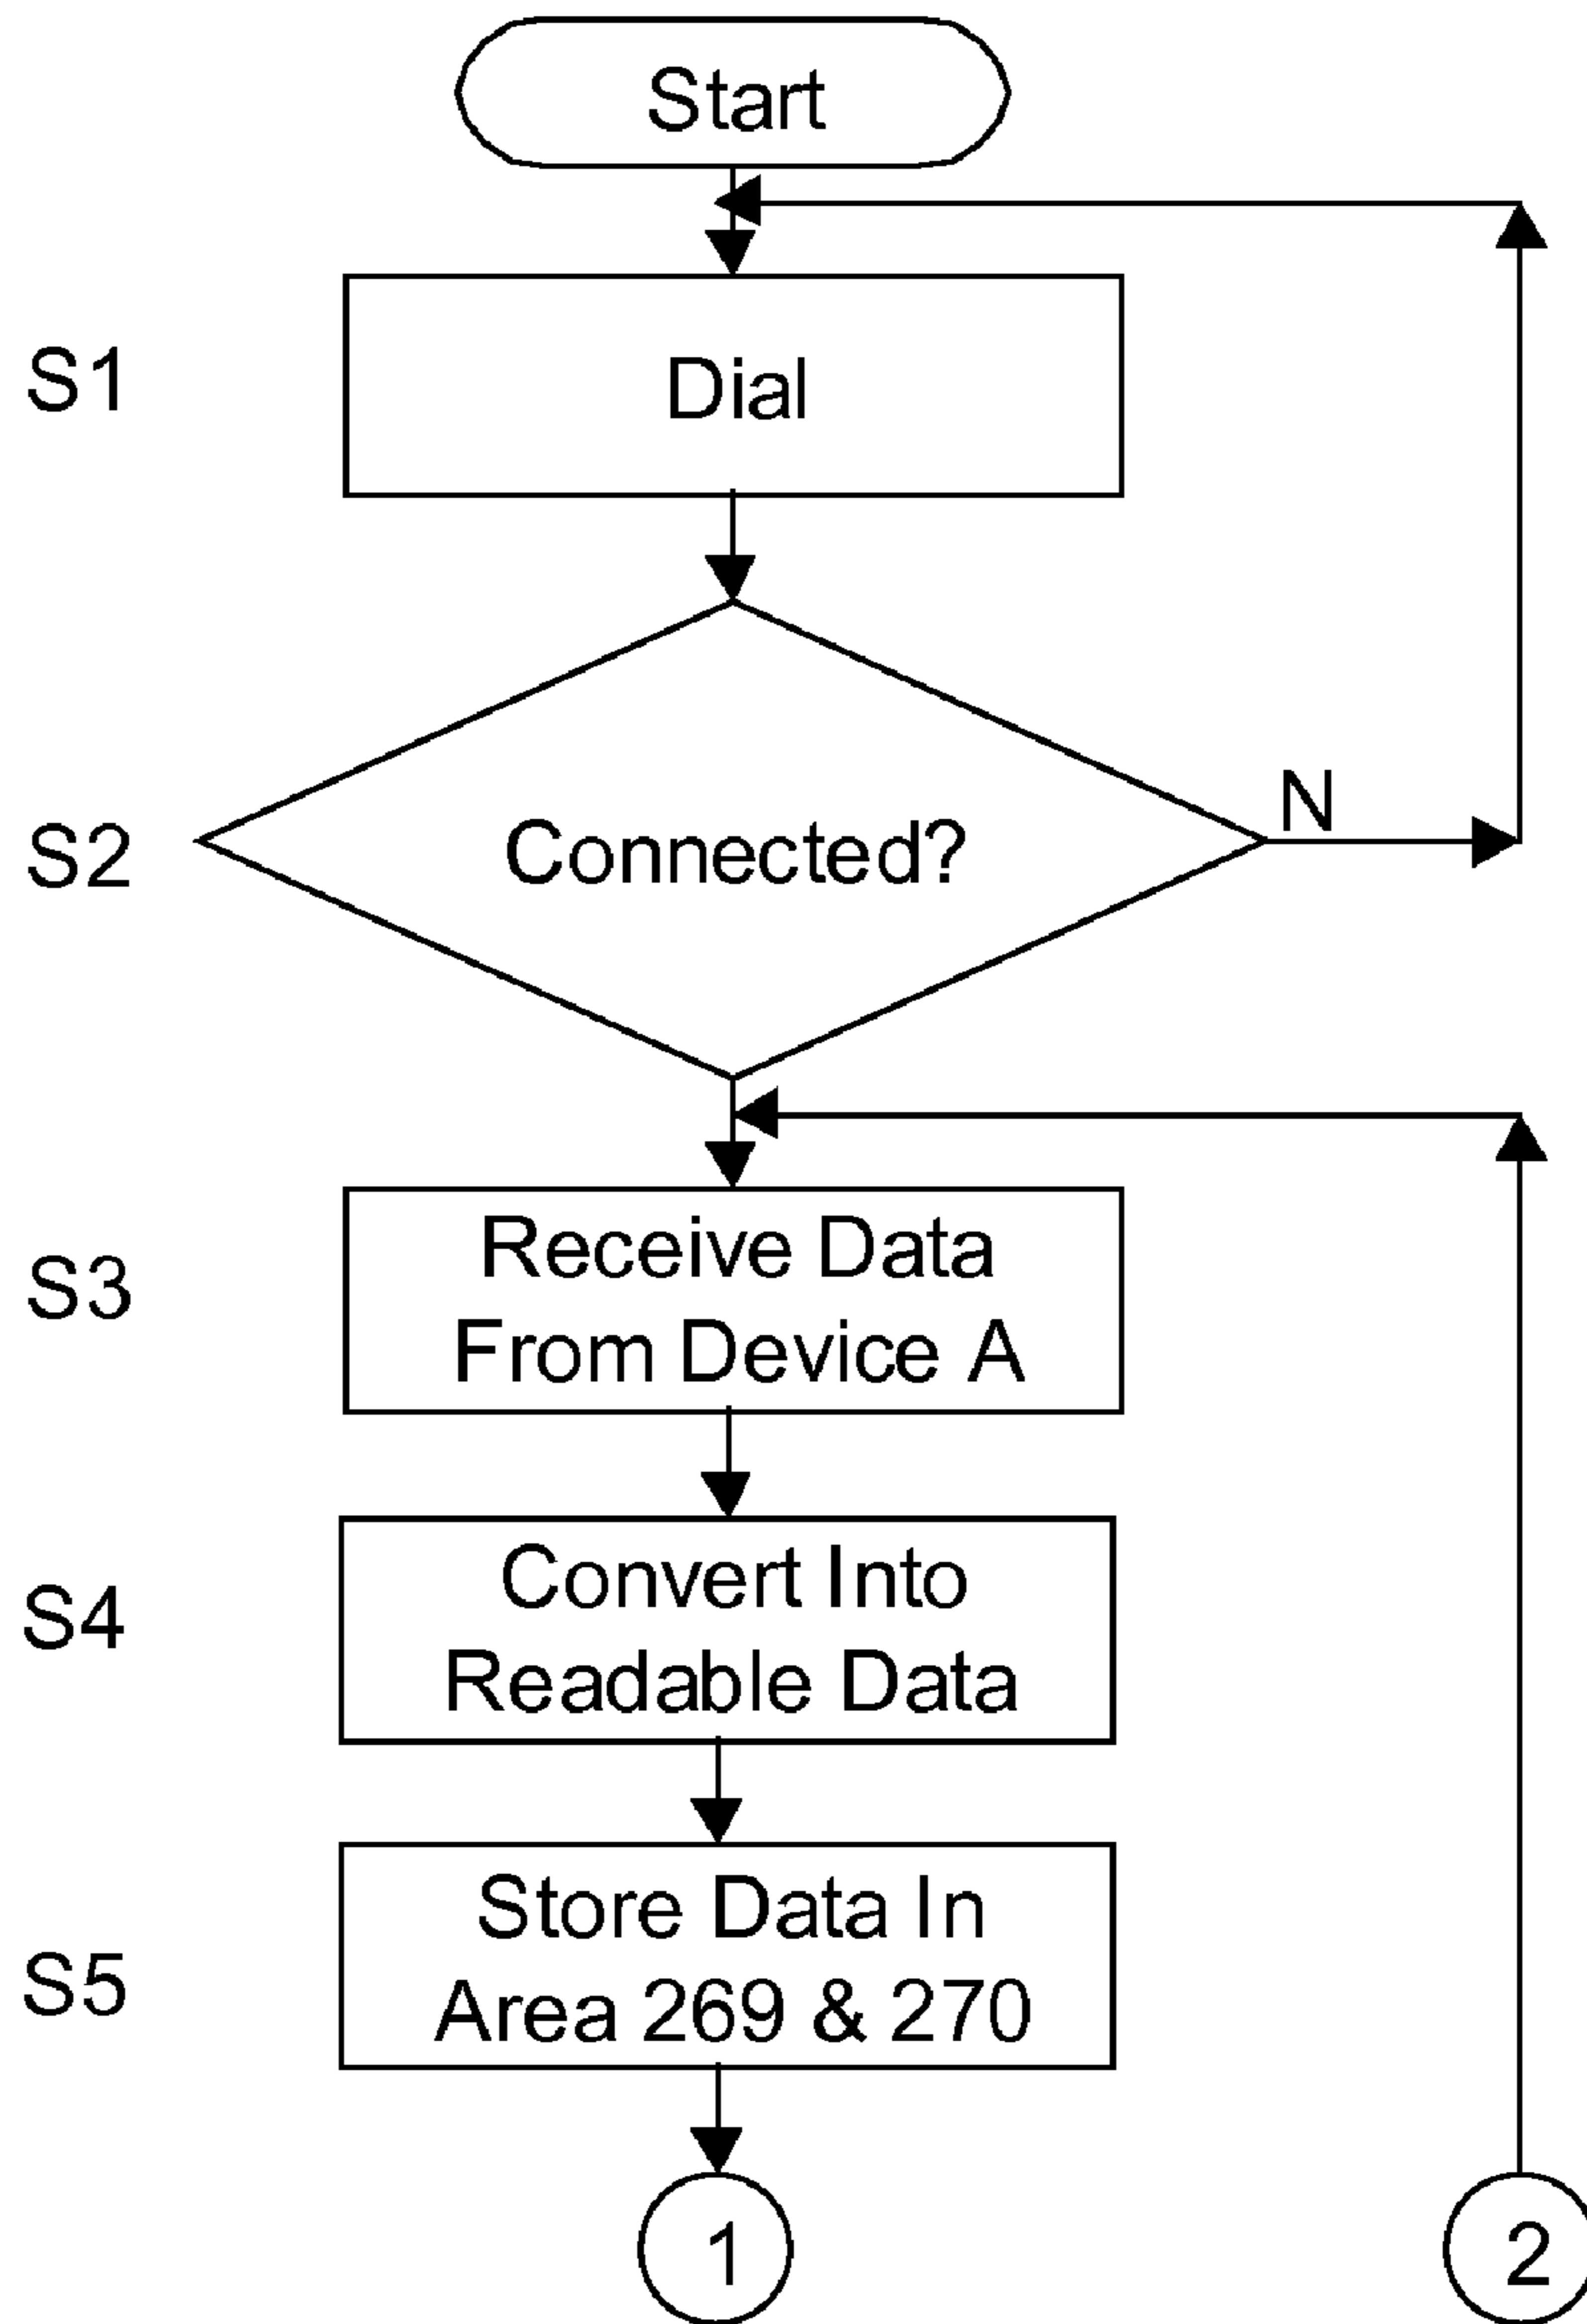 Start
S1
Dial
S2
Connected?
N
S3
Receive Data
From Device A
S4
Convert Into
Readable Data
S5
Store Data In
Area 269 & 270
1
2